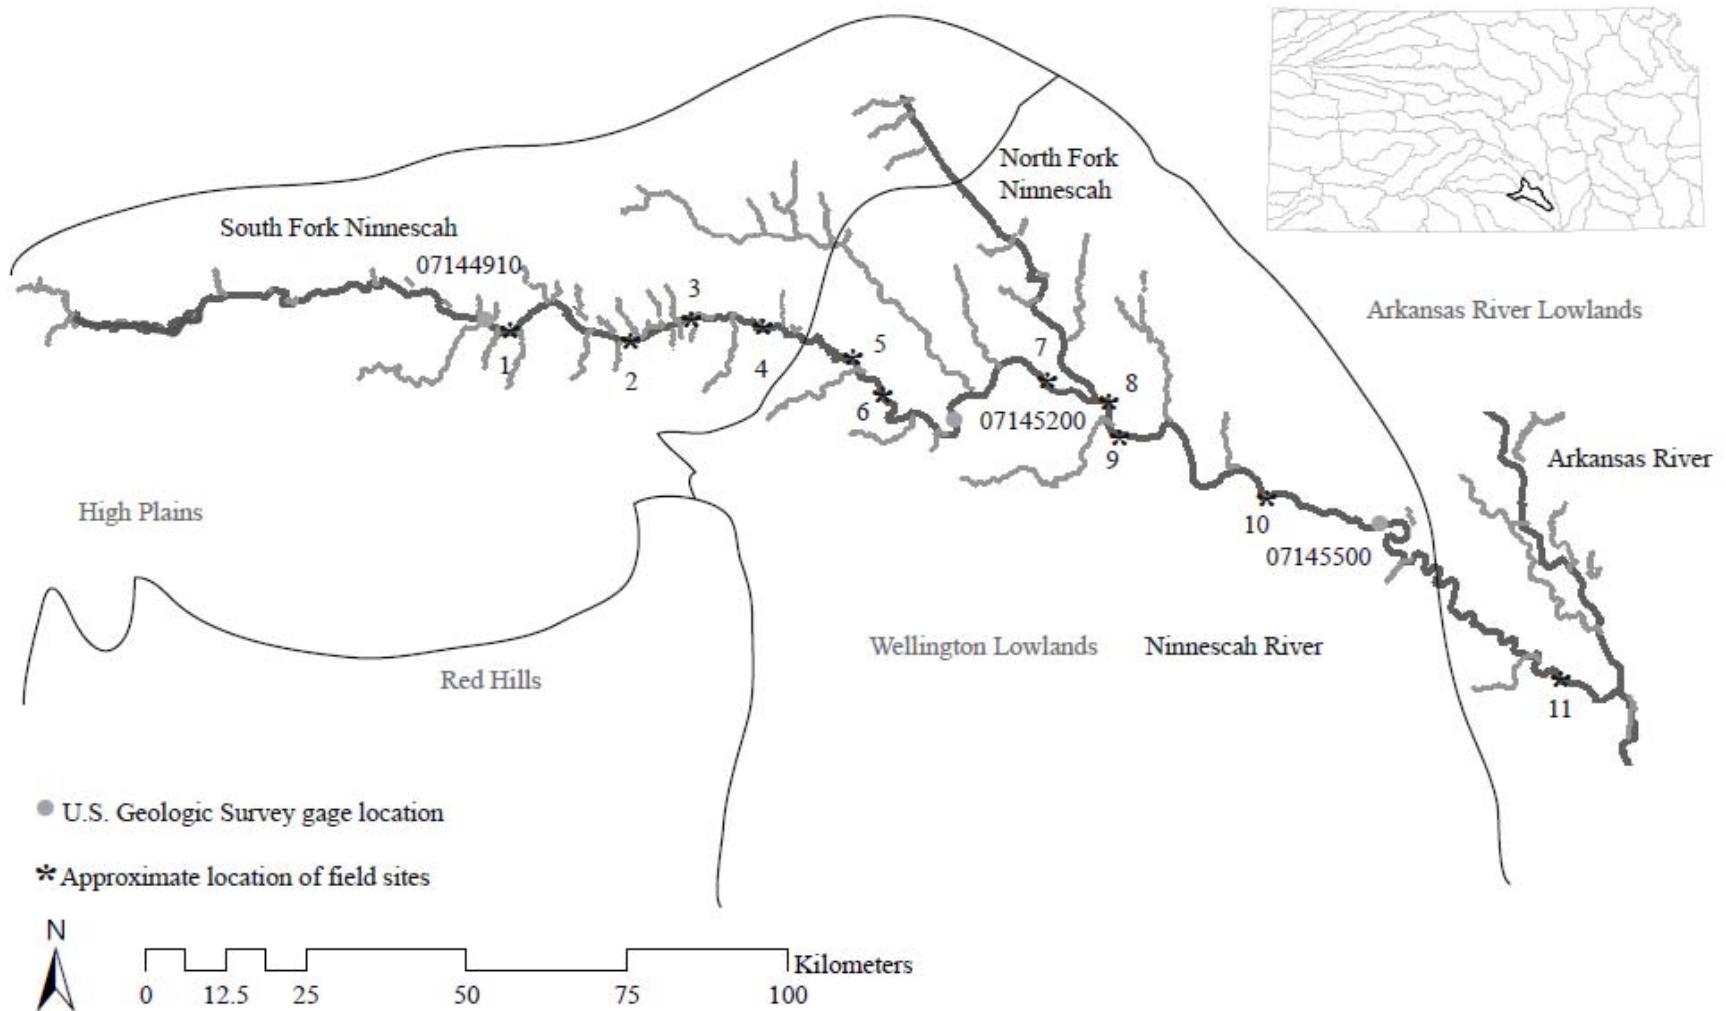 North Fork
Ninnescah
South Fork Ninnescah
07144910
3
Arkansas River Lowlands
1
2
4
5
6
7
8
07145200
9
Arkansas River
High Plains
10
07145500
Wellington Lowlands
Ninnescah River
Red Hills
11
U.S. Geologic Survey gage location
* Approximate location of field sites
N
Kilometers
0 12.5 25 50 75 100